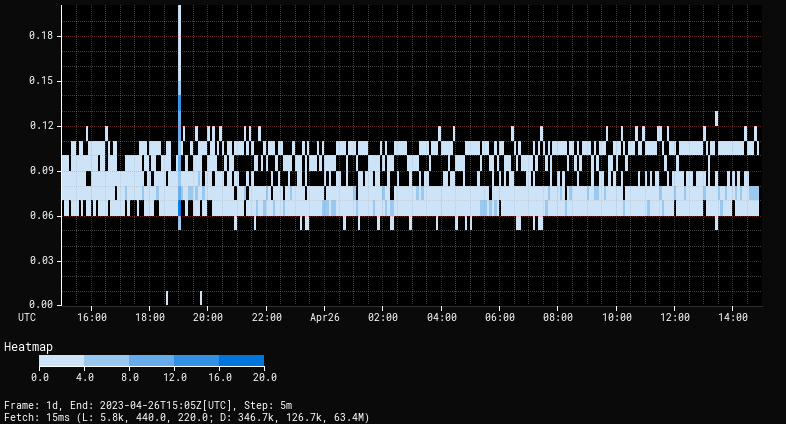 0.18
0.15
0.12
0.09
0.06
0.03
0.00
UTC 16:00 18:00 20:00 22:00 Apr26 02:00 04:00 06:00 08:00 10:00 12:00 14:00
Heatmap
0.0 4.0 8.0 12.0 16.0 20.0
Frame: 1d, End: 2023-04-26T15:05Z[UTC], Step: 5m
Fetch: 15ms (L: 5.8k, 440.0, 220.0; D: 346.7k, 126.7k, 63.4M)